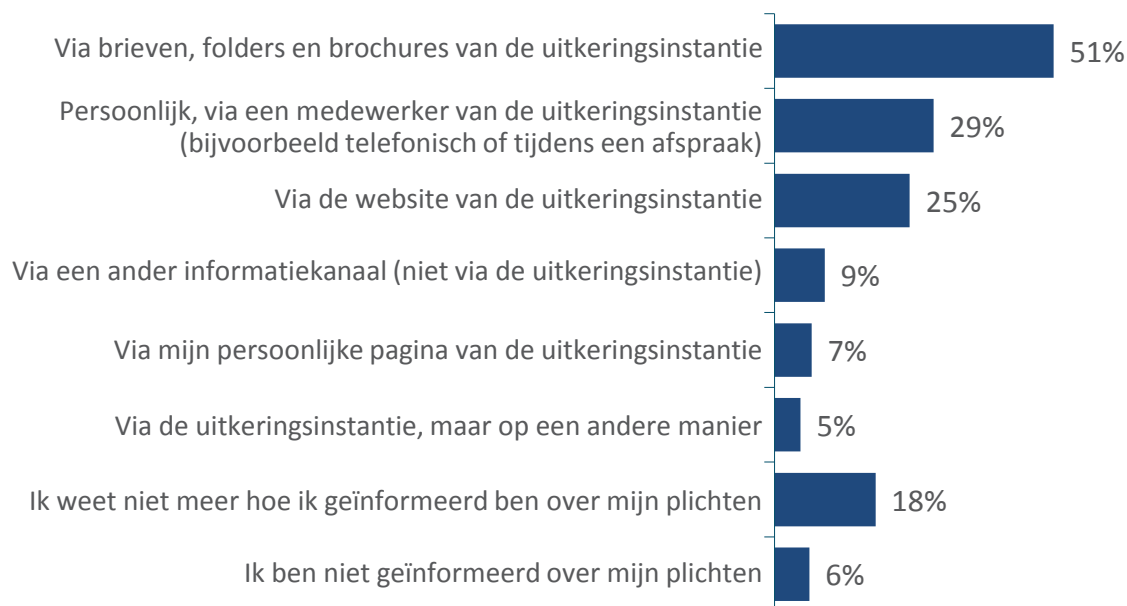 Via brieven, folders en brochures van de uitkeringsinstantie 51%
Persoonlijk, via een medewerker van de uitkeringsinstantie
(bijvoorbeeld telefonisch of tijdens een afspraak) 29%
Via de website van de uitkeringsinstantie 25%
Via een ander informatiekanaal (niet via de uitkeringsinstantie) 9%
Via mijn persoonlijke pagina van de uitkeringsinstantie 7%
Via de uitkeringsinstantie, maar op een andere manier 5%
Ik weet niet meer hoe ik geïnformeerd ben over mijn plichten 18%
Ik ben niet geïnformeerd over mijn plichten 6%